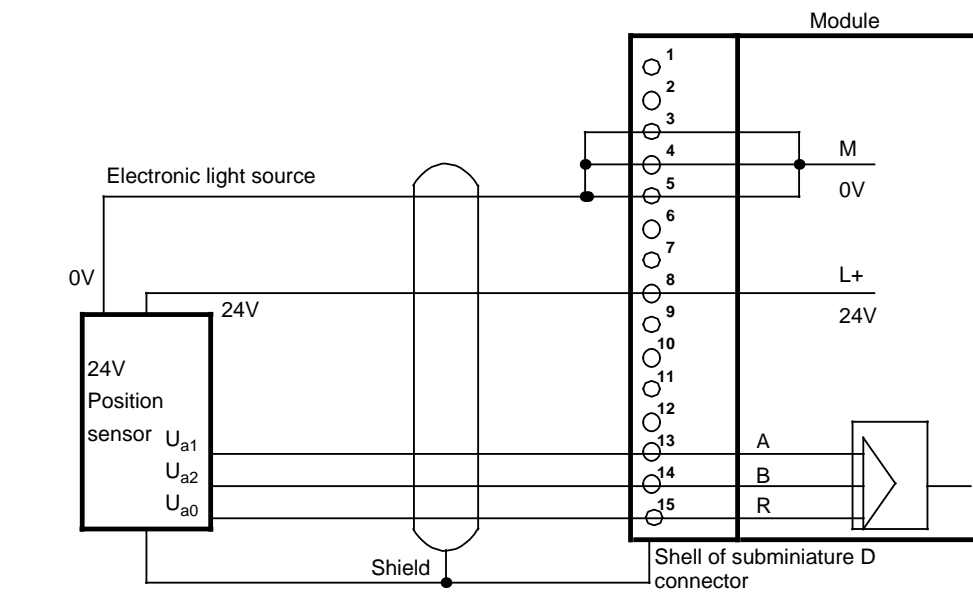 Module
1
2
3
4
M
Electronic light source
5
0V
6
7
0V
8
L+
24V
9
24V
10
24V
11
Position
12
sensor
Ua1
13
A
Ua2
14
B
Ua0
15
R
Shield
Shell of subminiature D
connector